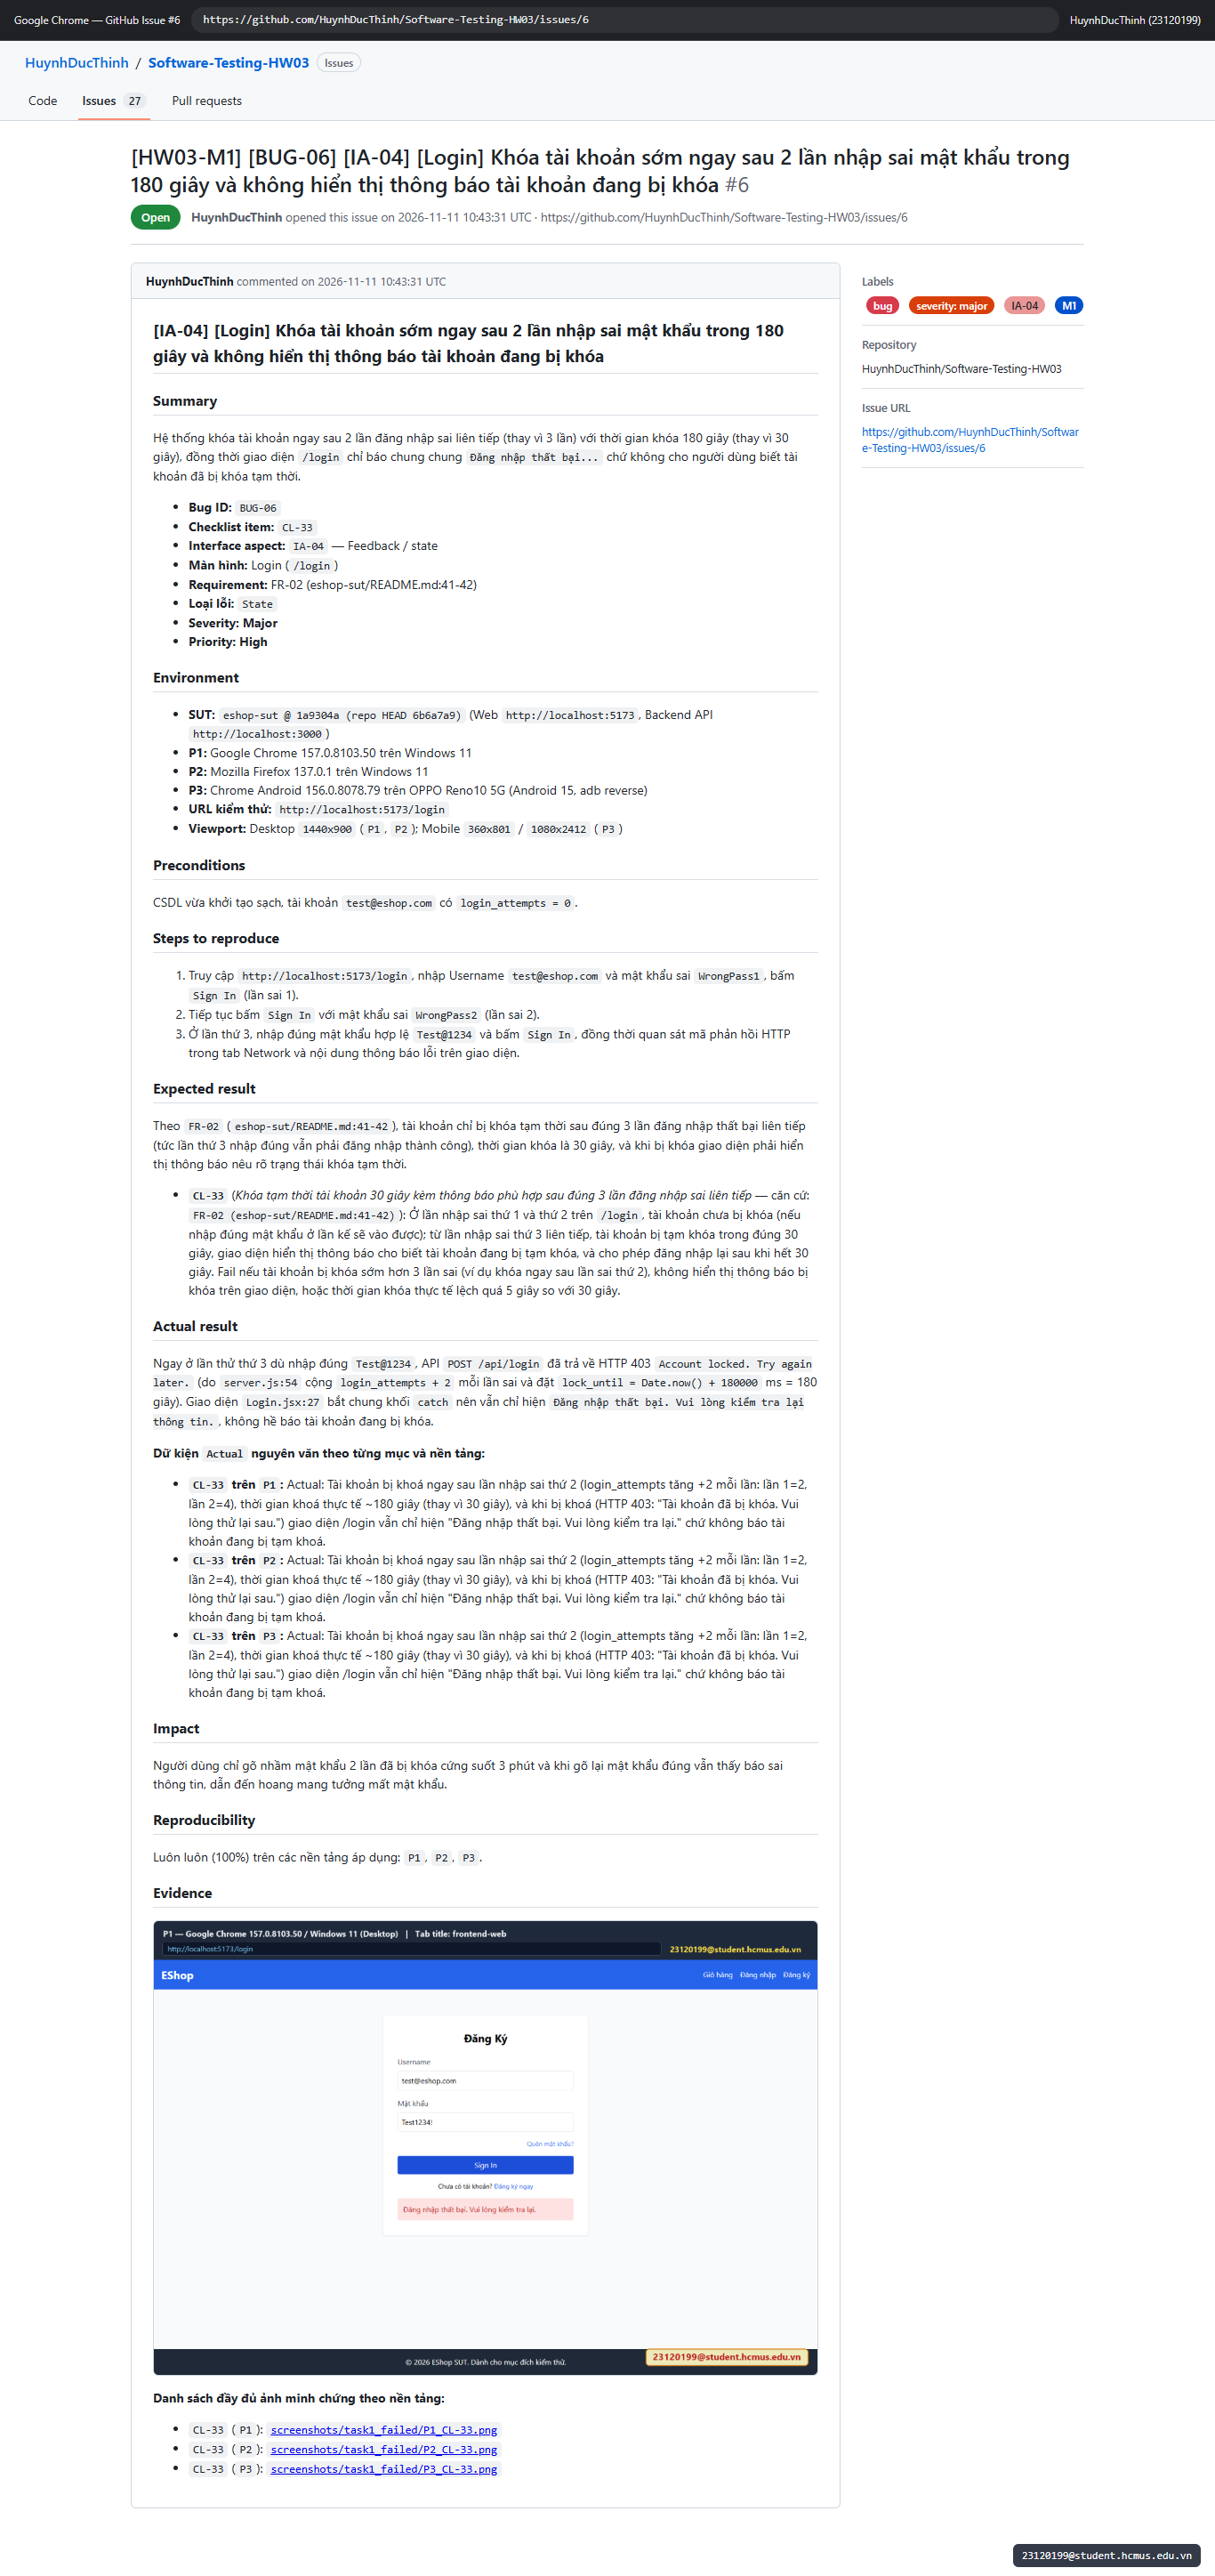 Google Chrome — GitHub Issue #6
https://github.com/HuynhDucThinh/Software-Testing-HW03/issues/6
HuynhDucThinh (23120199)
HuynhDucThinh / Software-Testing-HW03 Issues
Code Issues 27 Pull requests
[HW03-M1] [BUG-06] [IA-04] [Login] Khóa tài khoản sớm ngay sau 2 lần nhập sai mật khẩu trong
180 giây và không hiển thị thông báo tài khoản đang bị khóa #6
Open HuynhDucThinh opened this issue on 2026-11-11 10:43:31 UTC · https://github.com/HuynhDucThinh/Software-Testing-HW03/issues/6
HuynhDucThinh commented on 2026-11-11 10:43:31 UTC
[IA-04] [Login] Khóa tài khoản sớm ngay sau 2 lần nhập sai mật khẩu trong 180
giây và không hiển thị thông báo tài khoản đang bị khóa
Summary
Hệ thống khóa tài khoản ngay sau 2 lần đăng nhập sai liên tiếp (thay vì 3 lần) với thời gian khóa 180 giây (thay vì 30
giây), đồng thời giao diện /login chỉ báo chung chung Đăng nhập thất bại... chứ không cho người dùng biết tài
khoản đã bị khóa tạm thời.
• Bug ID: BUG-06
• Checklist item: CL-33
• Interface aspect: IA-04 — Feedback / state
• Màn hình: Login ( /login )
• Requirement: FR-02 (eshop-sut/README.md:41-42)
• Loại lỗi: State
• Severity: Major
• Priority: High
Environment
• SUT: eshop-sut @ 1a9304a (repo HEAD 6b6a7a9) (Web http://localhost:5173 , Backend API
http://localhost:3000 )
• P1: Google Chrome 157.0.8103.50 trên Windows 11
• P2: Mozilla Firefox 137.0.1 trên Windows 11
• P3: Chrome Android 156.0.8078.79 trên OPPO Reno10 5G (Android 15, adb reverse)
• URL kiểm thử: http://localhost:5173/login
• Viewport: Desktop 1440x900 ( P1 , P2 ); Mobile 360x801 / 1080x2412 ( P3 )
Preconditions
CSDL vừa khởi tạo sạch, tài khoản test@eshop.com có login_attempts = 0 .
Steps to reproduce
1. Truy cập http://localhost:5173/login , nhập Username test@eshop.com và mật khẩu sai WrongPass1 , bấm
Sign In (lần sai 1).
2. Tiếp tục bấm Sign In với mật khẩu sai WrongPass2 (lần sai 2).
3. Ở lần thứ 3, nhập đúng mật khẩu hợp lệ Test@1234 và bấm Sign In , đồng thời quan sát mã phản hồi HTTP
trong tab Network và nội dung thông báo lỗi trên giao diện.
Expected result
Theo FR-02 ( eshop-sut/README.md:41-42 ), tài khoản chỉ bị khóa tạm thời sau đúng 3 lần đăng nhập thất bại liên tiếp
(tức lần thứ 3 nhập đúng vẫn phải đăng nhập thành công), thời gian khóa là 30 giây, và khi bị khóa giao diện phải hiển
thị thông báo nêu rõ trạng thái khóa tạm thời.
• CL-33 (Khóa tạm thời tài khoản 30 giây kèm thông báo phù hợp sau đúng 3 lần đăng nhập sai liên tiếp — căn cứ:
FR-02 (eshop-sut/README.md:41-42) ): Ở lần nhập sai thứ 1 và thứ 2 trên /login , tài khoản chưa bị khóa (nếu
nhập đúng mật khẩu ở lần kế sẽ vào được); từ lần nhập sai thứ 3 liên tiếp, tài khoản bị tạm khóa trong đúng 30
giây, giao diện hiển thị thông báo cho biết tài khoản đang bị tạm khóa, và cho phép đăng nhập lại sau khi hết 30
giây. Fail nếu tài khoản bị khóa sớm hơn 3 lần sai (ví dụ khóa ngay sau lần sai thứ 2), không hiển thị thông báo bị
khóa trên giao diện, hoặc thời gian khóa thực tế lệch quá 5 giây so với 30 giây.
Actual result
Ngay ở lần thử thứ 3 dù nhập đúng Test@1234 , API POST /api/login đã trả về HTTP 403 Account locked. Try again
later. (do server.js:54 cộng login_attempts + 2 mỗi lần sai và đặt lock_until = Date.now() + 180000 ms = 180
giây). Giao diện Login.jsx:27 bắt chung khối catch nên vẫn chỉ hiện Đăng nhập thất bại. Vui lòng kiểm tra lại
thông tin. , không hề báo tài khoản đang bị khóa.
Dữ kiện Actual nguyên văn theo từng mục và nền tảng:
• CL-33 trên P1 : Actual: Tài khoản bị khoá ngay sau lần nhập sai thứ 2 (login_attempts tăng +2 mỗi lần: lần 1=2,
lần 2=4), thời gian khoá thực tế ~180 giây (thay vì 30 giây), và khi bị khoá (HTTP 403: "Tài khoản đã bị khóa. Vui
lòng thử lại sau.") giao diện /login vẫn chỉ hiện "Đăng nhập thất bại. Vui lòng kiểm tra lại." chứ không báo tài
khoản đang bị tạm khoá.
• CL-33 trên P2 : Actual: Tài khoản bị khoá ngay sau lần nhập sai thứ 2 (login_attempts tăng +2 mỗi lần: lần 1=2,
lần 2=4), thời gian khoá thực tế ~180 giây (thay vì 30 giây), và khi bị khoá (HTTP 403: "Tài khoản đã bị khóa. Vui
lòng thử lại sau.") giao diện /login vẫn chỉ hiện "Đăng nhập thất bại. Vui lòng kiểm tra lại." chứ không báo tài
khoản đang bị tạm khoá.
• CL-33 trên P3 : Actual: Tài khoản bị khoá ngay sau lần nhập sai thứ 2 (login_attempts tăng +2 mỗi lần: lần 1=2,
lần 2=4), thời gian khoá thực tế ~180 giây (thay vì 30 giây), và khi bị khoá (HTTP 403: "Tài khoản đã bị khóa. Vui
lòng thử lại sau.") giao diện /login vẫn chỉ hiện "Đăng nhập thất bại. Vui lòng kiểm tra lại." chứ không báo tài
khoản đang bị tạm khoá.
Impact
Người dùng chỉ gõ nhầm mật khẩu 2 lần đã bị khóa cứng suốt 3 phút và khi gõ lại mật khẩu đúng vẫn thấy báo sai
thông tin, dẫn đến hoang mang tưởng mất mật khẩu.
Reproducibility
Luôn luôn (100%) trên các nền tảng áp dụng: P1 , P2 , P3 .
Evidence
P1 — Google Chrome 157.0.8103.50 / Windows 11 (Desktop) | Tab title: frontend-web
http://localhost:5173/login
23120199@student.hcmus.edu.vn
EShop
Giỏ hàng Đăng nhập Đăng ký
Đăng Ký
Username
test@eshop.com
Mật khẩu
Test1234!
Quên mật khẩu?
Sign In
Chưa có tài khoản? Đăng ký ngay
Đăng nhập thất bại. Vui lòng kiểm tra lại.
© 2026 EShop SUT. Dành cho mục đích kiểm thử.
23120199@student.hcmus.edu.vn
Danh sách đầy đủ ảnh minh chứng theo nền tảng:
• CL-33 ( P1 ): screenshots/task1_failed/P1_CL-33.png
• CL-33 ( P2 ): screenshots/task1_failed/P2_CL-33.png
• CL-33 ( P3 ): screenshots/task1_failed/P3_CL-33.png
Labels
bug severity: major IA-04 M1
Repository
HuynhDucThinh/Software-Testing-HW03
Issue URL
https://github.com/HuynhDucThinh/Softwar
e-Testing-HW03/issues/6
23120199@student.hcmus.edu.vn